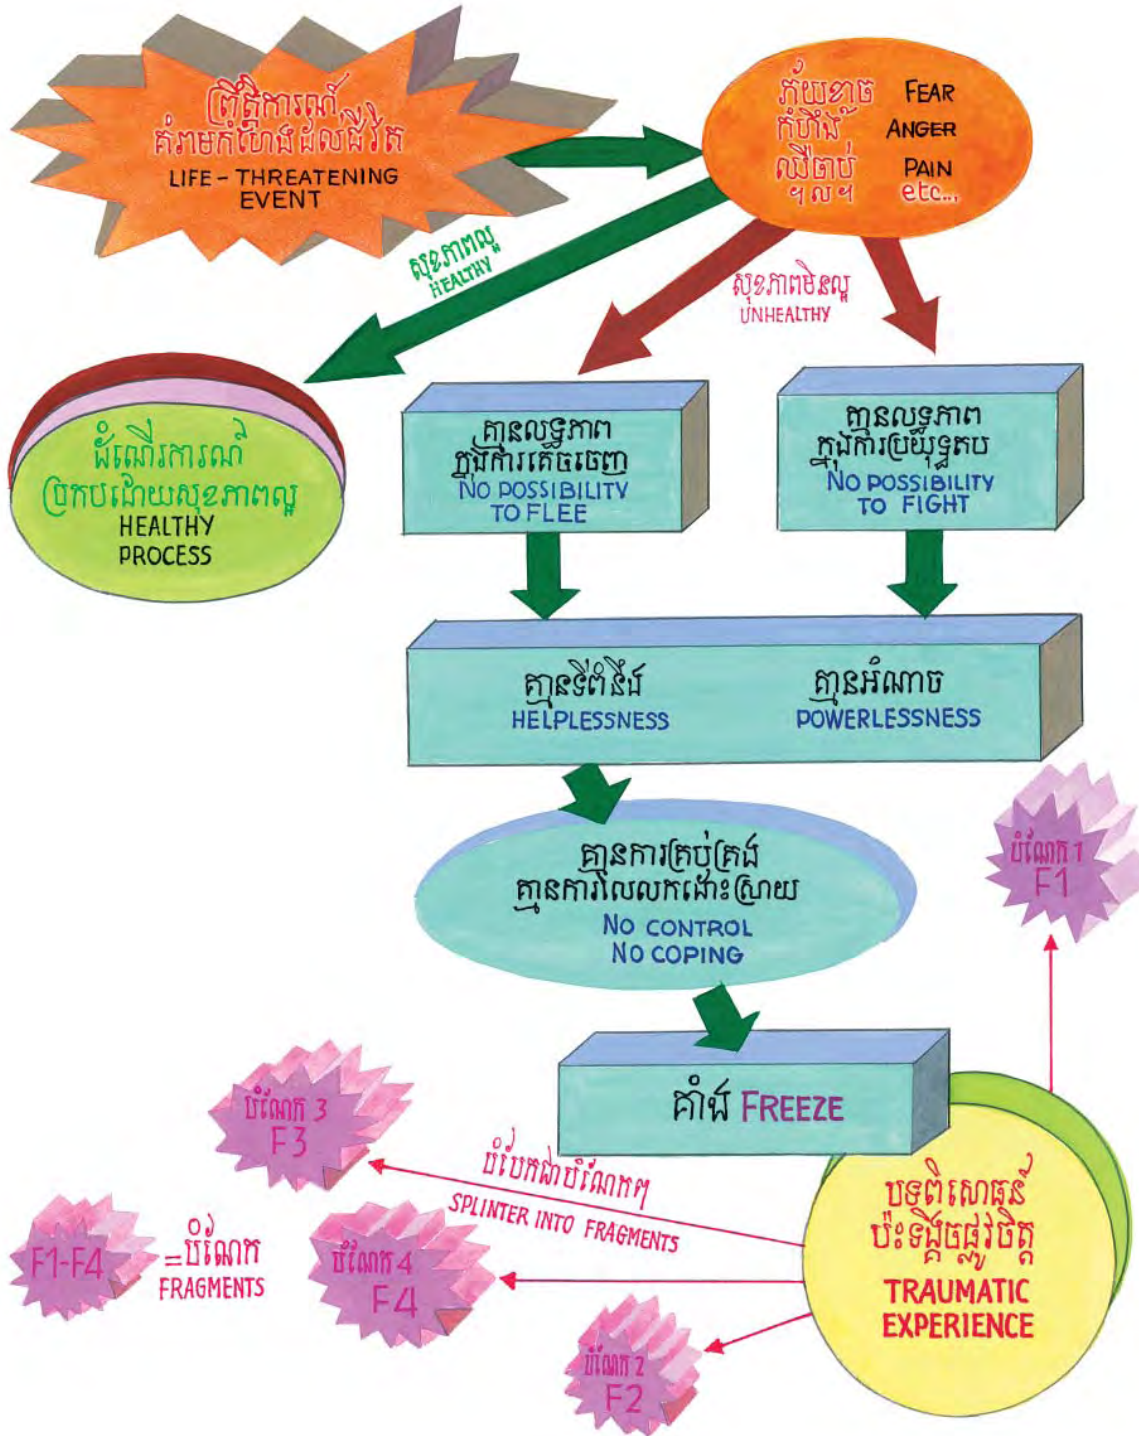 ព្រឹត្តិការណ៍
គំរាមកំហែងដល់ជីវិត
LIFE - THREATENING
EVENT
ភ័យខ្លាច FEAR
កំហឹង ANGER
ឈឺចាប់ PAIN
។ល។ etc...
សុខភាពល្អ
HEALTHY
សុខភាពមិនល្អ
UNHEALTHY
ដំណើរការណ៍
ប្រកបដោយសុខភាពល្អ
HEALTHY
PROCESS
គ្មានលទ្ធភាព
ក្នុងការគេចចេញ
NO POSSIBILITY
TO FLEE
គ្មានលទ្ធភាព
ក្នុងការប្រយុទ្ធតប
NO POSSIBILITY
TO FIGHT
គ្មានទីពំនឹង
HELPLESSNESS
គ្មានអំណាច
POWERLESSNESS
គ្មានការគ្រប់គ្រង
គ្មានការលៃលកដោះស្រាយ
NO CONTROL
NO COPING
បំណែក 1
F1
គាំង FREEZE
បំណែក 3
F3
បំបែកជាបំណែកៗ
SPLINTER INTO FRAGMENTS
បទពិសោធន៍
ប៉ះទង្គិចផ្លូវចិត្ត
TRAUMATIC
EXPERIENCE
F1-F4 =បំណែក
FRAGMENTS
បំណែក 4
F4
បំណែក 2
F2